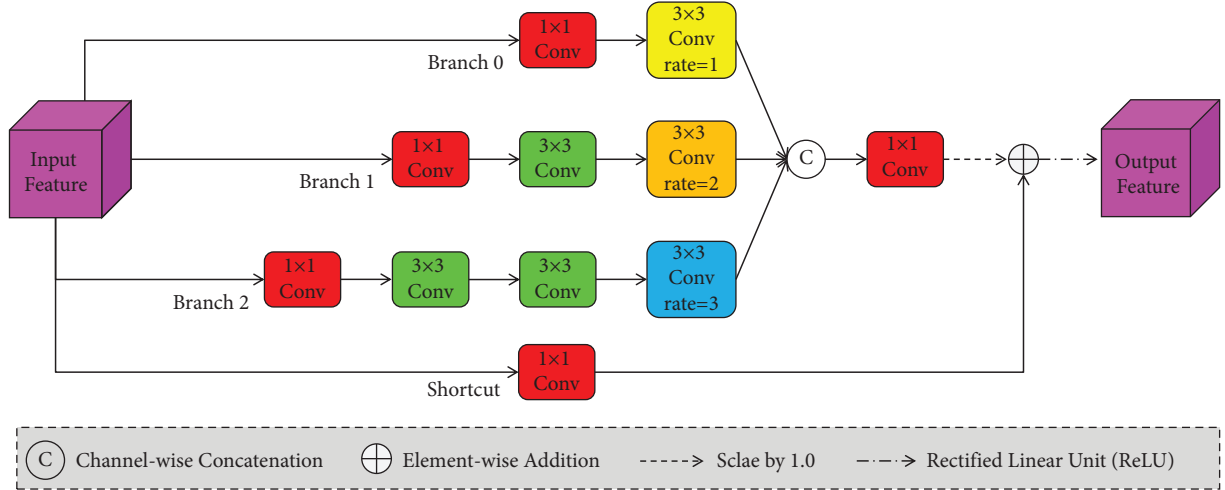 1×1
Conv
3×3
Conv
rate=1
Branch 0
Input
Feature
1×1
Conv
3×3
Conv
3×3
Conv
rate=2
Branch 1
C
1×1
Conv
Output
Feature
1×1
Conv
3×3
Conv
3×3
Conv
3×3
Conv
rate=3
Branch 2
1×1
Conv
Shortcut
C Channel-wise Concatenation
Element-wise Addition
Sclae by 1.0
Rectified Linear Unit (ReLU)